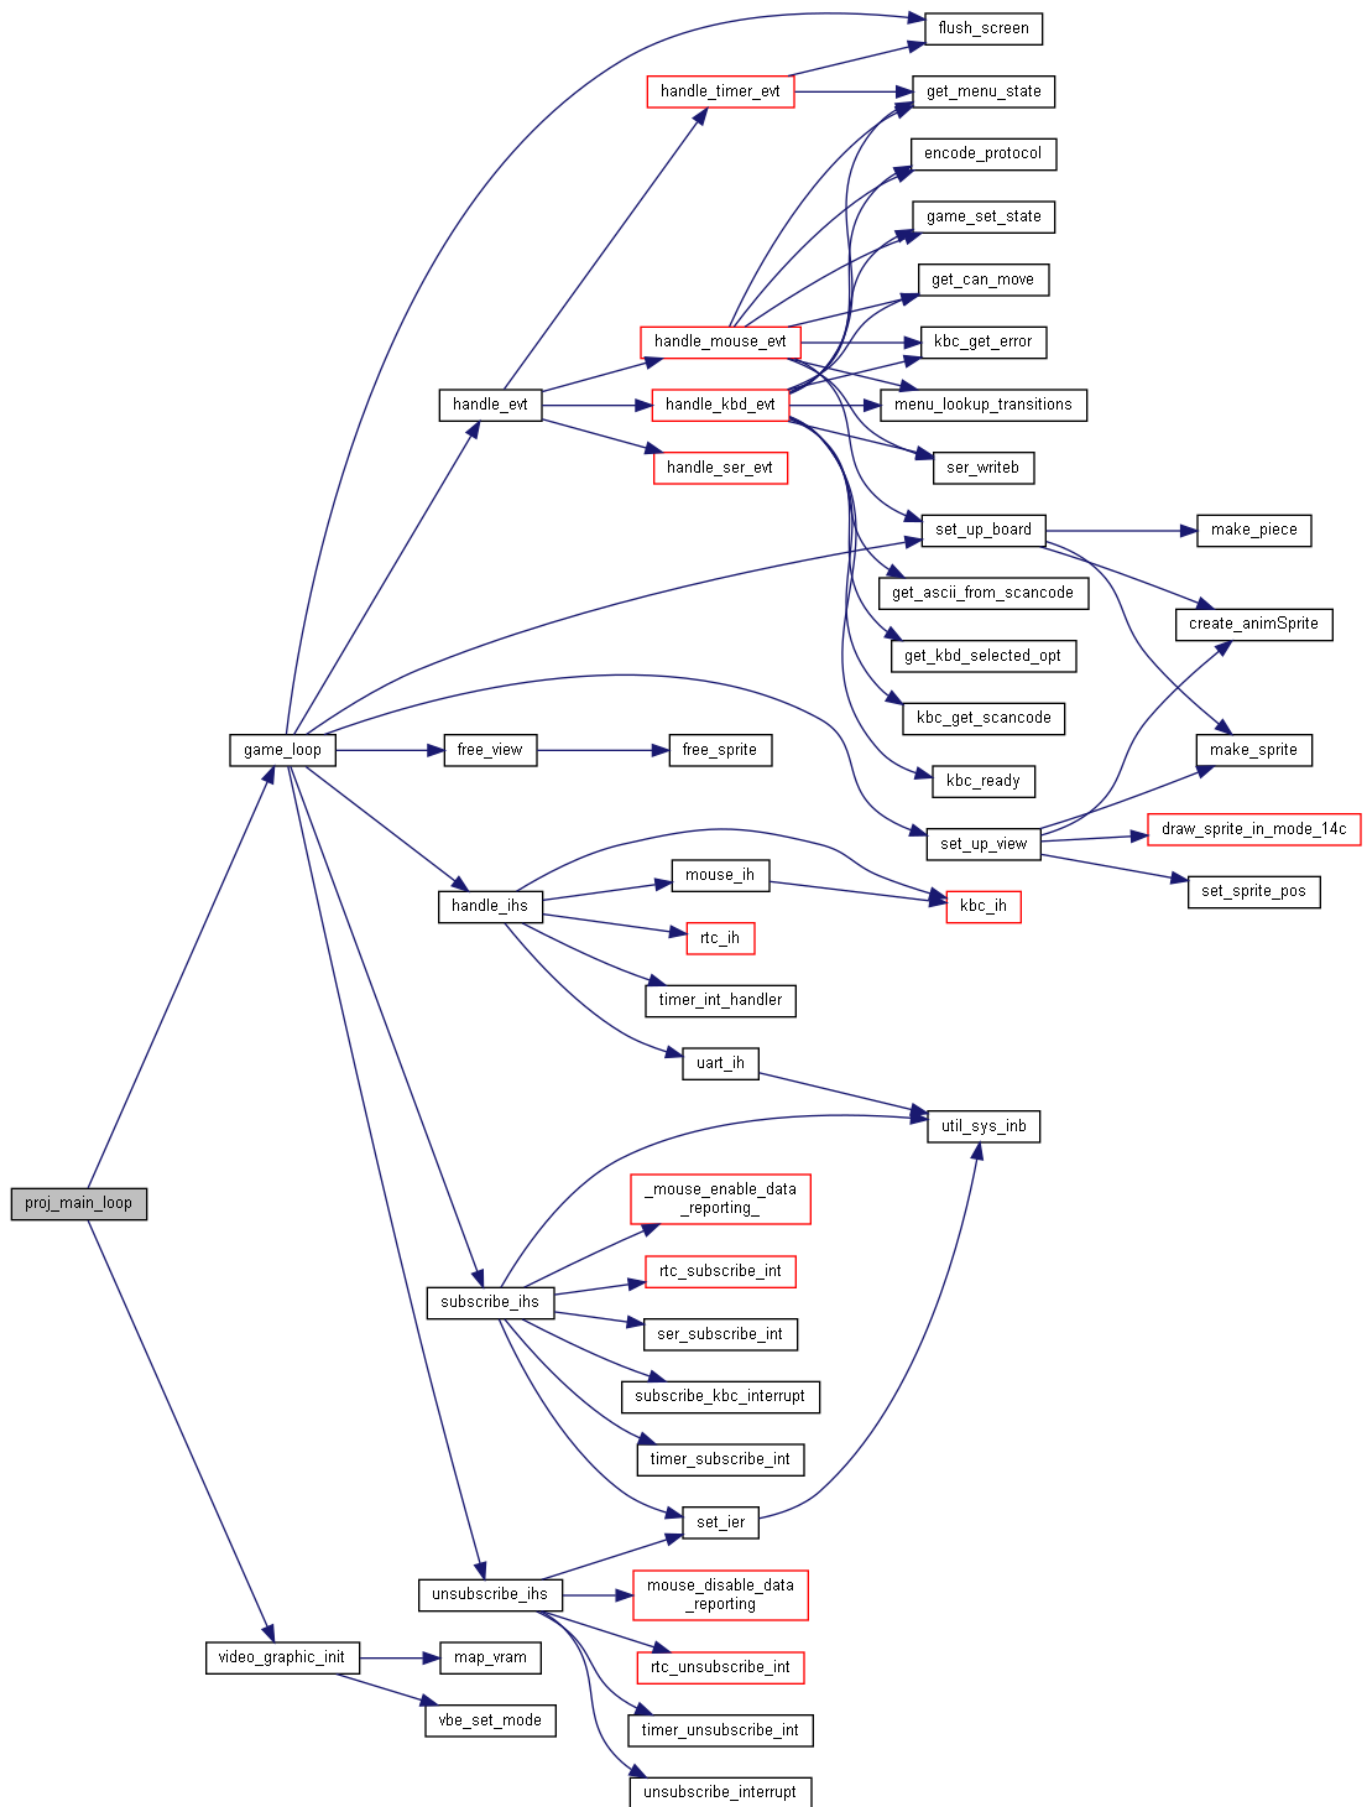 flush_screen
handle_timer_evt
get_menu_state
encode_protocol
game_set_state
get_can_move
handle_mouse_evt
kbc_get_error
handle_evt
handle_kbd_evt
menu_lookup_transitions
handle_ser_evt
ser_writeb
set_up_board
make_piece
get_ascii_from_scancode
create_animSprite
get_kbd_selected_opt
kbc_get_scancode
game_loop
free_view
free_sprite
make_sprite
kbc_ready
draw_sprite_in_mode_14c
set_up_view
mouse_ih
set_sprite_pos
handle_ihs
kbc_ih
rtc_ih
timer_int_handler
uart_ih
util_sys_inb
proj_main_loop
_mouse_enable_data
_reporting_
rtc_subscribe_int
subscribe_ihs
ser_subscribe_int
subscribe_kbc_interrupt
timer_subscribe_int
set_ier
unsubscribe_ihs
mouse_disable_data
_reporting
video_graphic_init
map_vram
rtc_unsubscribe_int
vbe_set_mode
timer_unsubscribe_int
unsubscribe_interrupt